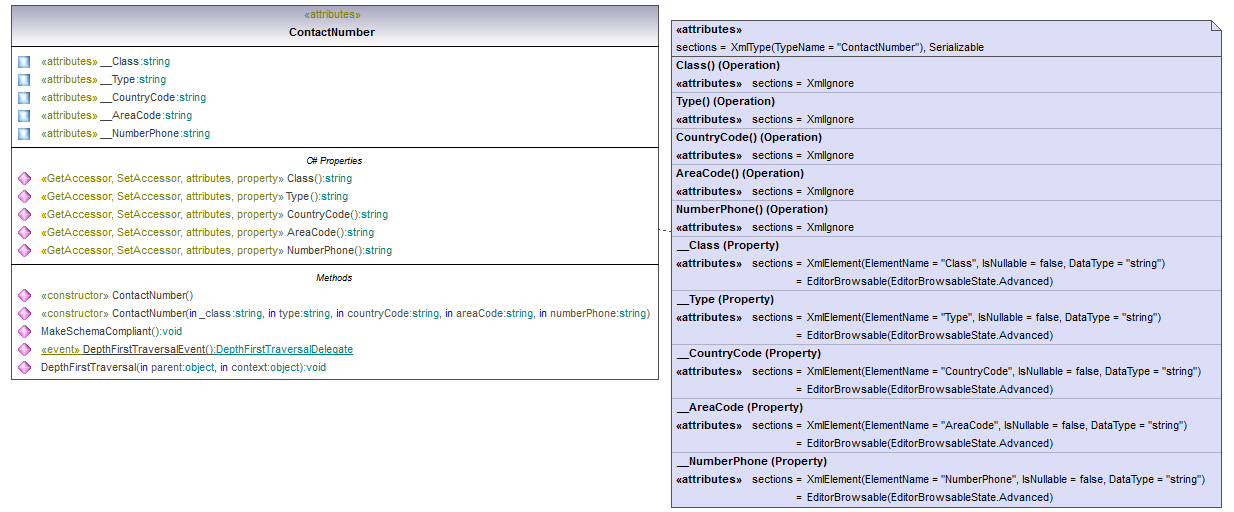 «attributes»
ContactNumber
«attributes» __Class:string
«attributes» __Type:string
«attributes» __CountryCode:string
«attributes» __AreaCode:string
«attributes» __NumberPhone:string
C# Properties
«GetAccessor, SetAccessor, attributes, property» Class():string
«GetAccessor, SetAccessor, attributes, property» Type():string
«GetAccessor, SetAccessor, attributes, property» CountryCode():string
«GetAccessor, SetAccessor, attributes, property» AreaCode():string
«GetAccessor, SetAccessor, attributes, property» NumberPhone():string
Methods
«constructor» ContactNumber()
«constructor» ContactNumber(in _class:string, in type:string, in countryCode:string, in areaCode:string, in numberPhone:string)
MakeSchemaCompliant():void
«event» DepthFirstTraversalEvent():DepthFirstTraversalDelegate
DepthFirstTraversal(in parent:object, in context:object):void
«attributes»
sections = XmlType(TypeName = "ContactNumber"), Serializable
Class() (Operation)
«attributes» sections = XmlIgnore
Type() (Operation)
«attributes» sections = XmlIgnore
CountryCode() (Operation)
«attributes» sections = XmlIgnore
AreaCode() (Operation)
«attributes» sections = XmlIgnore
NumberPhone() (Operation)
«attributes» sections = XmlIgnore
__Class (Property)
«attributes» sections = XmlElement(ElementName = "Class", IsNullable = false, DataType = "string")
= EditorBrowsable(EditorBrowsableState.Advanced)
__Type (Property)
«attributes» sections = XmlElement(ElementName = "Type", IsNullable = false, DataType = "string")
= EditorBrowsable(EditorBrowsableState.Advanced)
__CountryCode (Property)
«attributes» sections = XmlElement(ElementName = "CountryCode", IsNullable = false, DataType = "string")
= EditorBrowsable(EditorBrowsableState.Advanced)
__AreaCode (Property)
«attributes» sections = XmlElement(ElementName = "AreaCode", IsNullable = false, DataType = "string")
= EditorBrowsable(EditorBrowsableState.Advanced)
__NumberPhone (Property)
«attributes» sections = XmlElement(ElementName = "NumberPhone", IsNullable = false, DataType = "string")
= EditorBrowsable(EditorBrowsableState.Advanced)